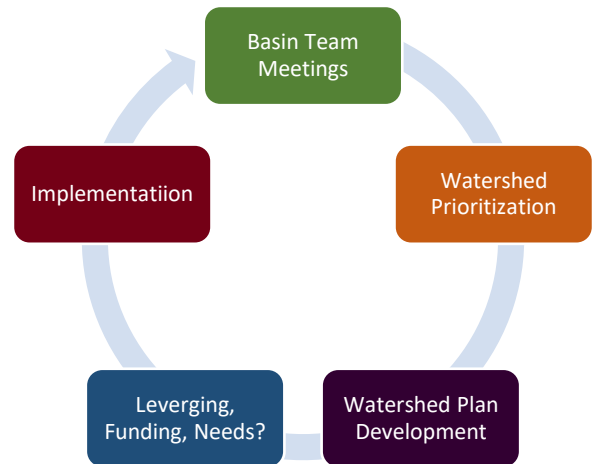 Basin Team
Meetings
Watershed
Prioritization
Watershed Plan
Development
Leverging,
Funding, Needs?
Implementatiion